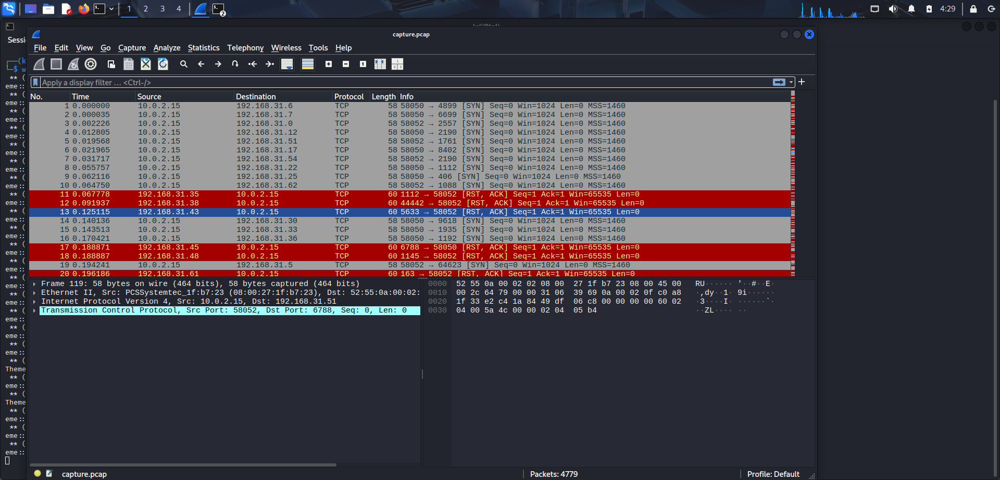 1 2 3 4 2 4:29
capture.pcap
Sessi
File Edit View Go Capture Analyze Statistics Telephony Wireless Tools Help
Apply a display filter … <Ctrl-/>
No. Time Source Destination Protocol Length Info
1 0.000000 10.0.2.15 192.168.31.6 TCP 58 58050 → 4899 [SYN] Seq=0 Win=1024 Len=0 MSS=1460
2 0.000035 10.0.2.15 192.168.31.7 TCP 58 58050 → 6699 [SYN] Seq=0 Win=1024 Len=0 MSS=1460
3 0.002226 10.0.2.15 192.168.31.0 TCP 58 58052 → 2557 [SYN] Seq=0 Win=1024 Len=0 MSS=1460
4 0.012805 10.0.2.15 192.168.31.12 TCP 58 58050 → 2190 [SYN] Seq=0 Win=1024 Len=0 MSS=1460
5 0.019568 10.0.2.15 192.168.31.51 TCP 58 58052 → 1761 [SYN] Seq=0 Win=1024 Len=0 MSS=1460
6 0.021965 10.0.2.15 192.168.31.17 TCP 58 58050 → 8402 [SYN] Seq=0 Win=1024 Len=0 MSS=1460
7 0.031717 10.0.2.15 192.168.31.54 TCP 58 58052 → 2190 [SYN] Seq=0 Win=1024 Len=0 MSS=1460
8 0.055757 10.0.2.15 192.168.31.22 TCP 58 58050 → 1112 [SYN] Seq=0 Win=1024 Len=0 MSS=1460
9 0.062116 10.0.2.15 192.168.31.25 TCP 58 58050 → 406 [SYN] Seq=0 Win=1024 Len=0 MSS=1460
10 0.064750 10.0.2.15 192.168.31.62 TCP 58 58052 → 1088 [SYN] Seq=0 Win=1024 Len=0 MSS=1460
11 0.067778 192.168.31.35 10.0.2.15 TCP 60 1112 → 58052 [RST, ACK] Seq=1 Ack=1 Win=65535 Len=0
12 0.091937 192.168.31.38 10.0.2.15 TCP 60 44442 → 58052 [RST, ACK] Seq=1 Ack=1 Win=65535 Len=0
13 0.125115 192.168.31.43 10.0.2.15 TCP 60 5633 → 58052 [RST, ACK] Seq=1 Ack=1 Win=65535 Len=0
14 0.140136 10.0.2.15 192.168.31.30 TCP 58 58050 → 9618 [SYN] Seq=0 Win=1024 Len=0 MSS=1460
15 0.143513 10.0.2.15 192.168.31.33 TCP 58 58050 → 1935 [SYN] Seq=0 Win=1024 Len=0 MSS=1460
16 0.170421 10.0.2.15 192.168.31.36 TCP 58 58050 → 1192 [SYN] Seq=0 Win=1024 Len=0 MSS=1460
17 0.188871 192.168.31.45 10.0.2.15 TCP 60 6788 → 58050 [RST, ACK] Seq=1 Ack=1 Win=65535 Len=0
18 0.188887 192.168.31.48 10.0.2.15 TCP 60 1145 → 58052 [RST, ACK] Seq=1 Ack=1 Win=65535 Len=0
19 0.194241 10.0.2.15 192.168.31.5 TCP 58 58052 → 64623 [SYN] Seq=0 Win=1024 Len=0 MSS=1460
20 0.196186 192.168.31.61 10.0.2.15 TCP 60 163 → 58052 [RST, ACK] Seq=1 Ack=1 Win=65535 Len=0
Frame 119: 58 bytes on wire (464 bits), 58 bytes captured (464 bits)
Ethernet II, Src: PCSSystemtec_1f:b7:23 (08:00:27:1f:b7:23), Dst: 52:55:0a:00:02:
Internet Protocol Version 4, Src: 10.0.2.15, Dst: 192.168.31.51
Transmission Control Protocol, Src Port: 58052, Dst Port: 6788, Seq: 0, Len: 0
0000 52 55 0a 00 02 02 08 00 27 1f b7 23 08 00 45 00 RU······ '··#··E·
0010 00 2c 64 79 00 00 31 06 39 69 0a 00 02 0f c0 a8 ·,dy··1· 9i······
0020 1f 33 e2 c4 1a 84 49 df 06 c8 00 00 00 00 60 02 ·3····I· ······`·
0030 04 00 5a 4c 00 00 02 04 05 b4 ··ZL···· ··
capture.pcap Packets: 4779 Profile: Default